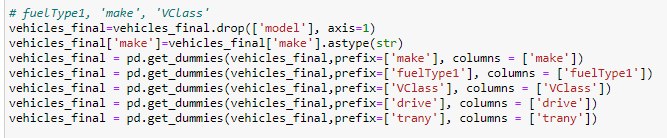 # fuelType1, 'make', 'VClass'
vehicles_final=vehicles_final.drop(['model'], axis=1)
vehicles_final['make']=vehicles_final['make'].astype(str)
vehicles_final = pd.get_dummies(vehicles_final,prefix=['make'], columns = ['make'])
vehicles_final = pd.get_dummies(vehicles_final,prefix=['fuelType1'], columns = ['fuelType1'])
vehicles_final = pd.get_dummies(vehicles_final,prefix=['VClass'], columns = ['VClass'])
vehicles_final = pd.get_dummies(vehicles_final,prefix=['drive'], columns = ['drive'])
vehicles_final = pd.get_dummies(vehicles_final,prefix=['trany'], columns = ['trany'])